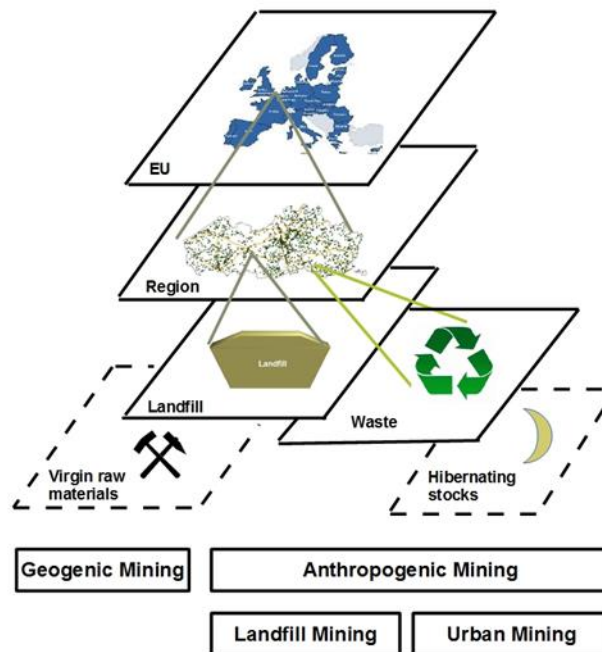 EU
Region
Landfill
Landfill
Waste
Virgin raw
materials
Hibernating
stocks
Geogenic Mining
Anthropogenic Mining
Landfill Mining
Urban Mining